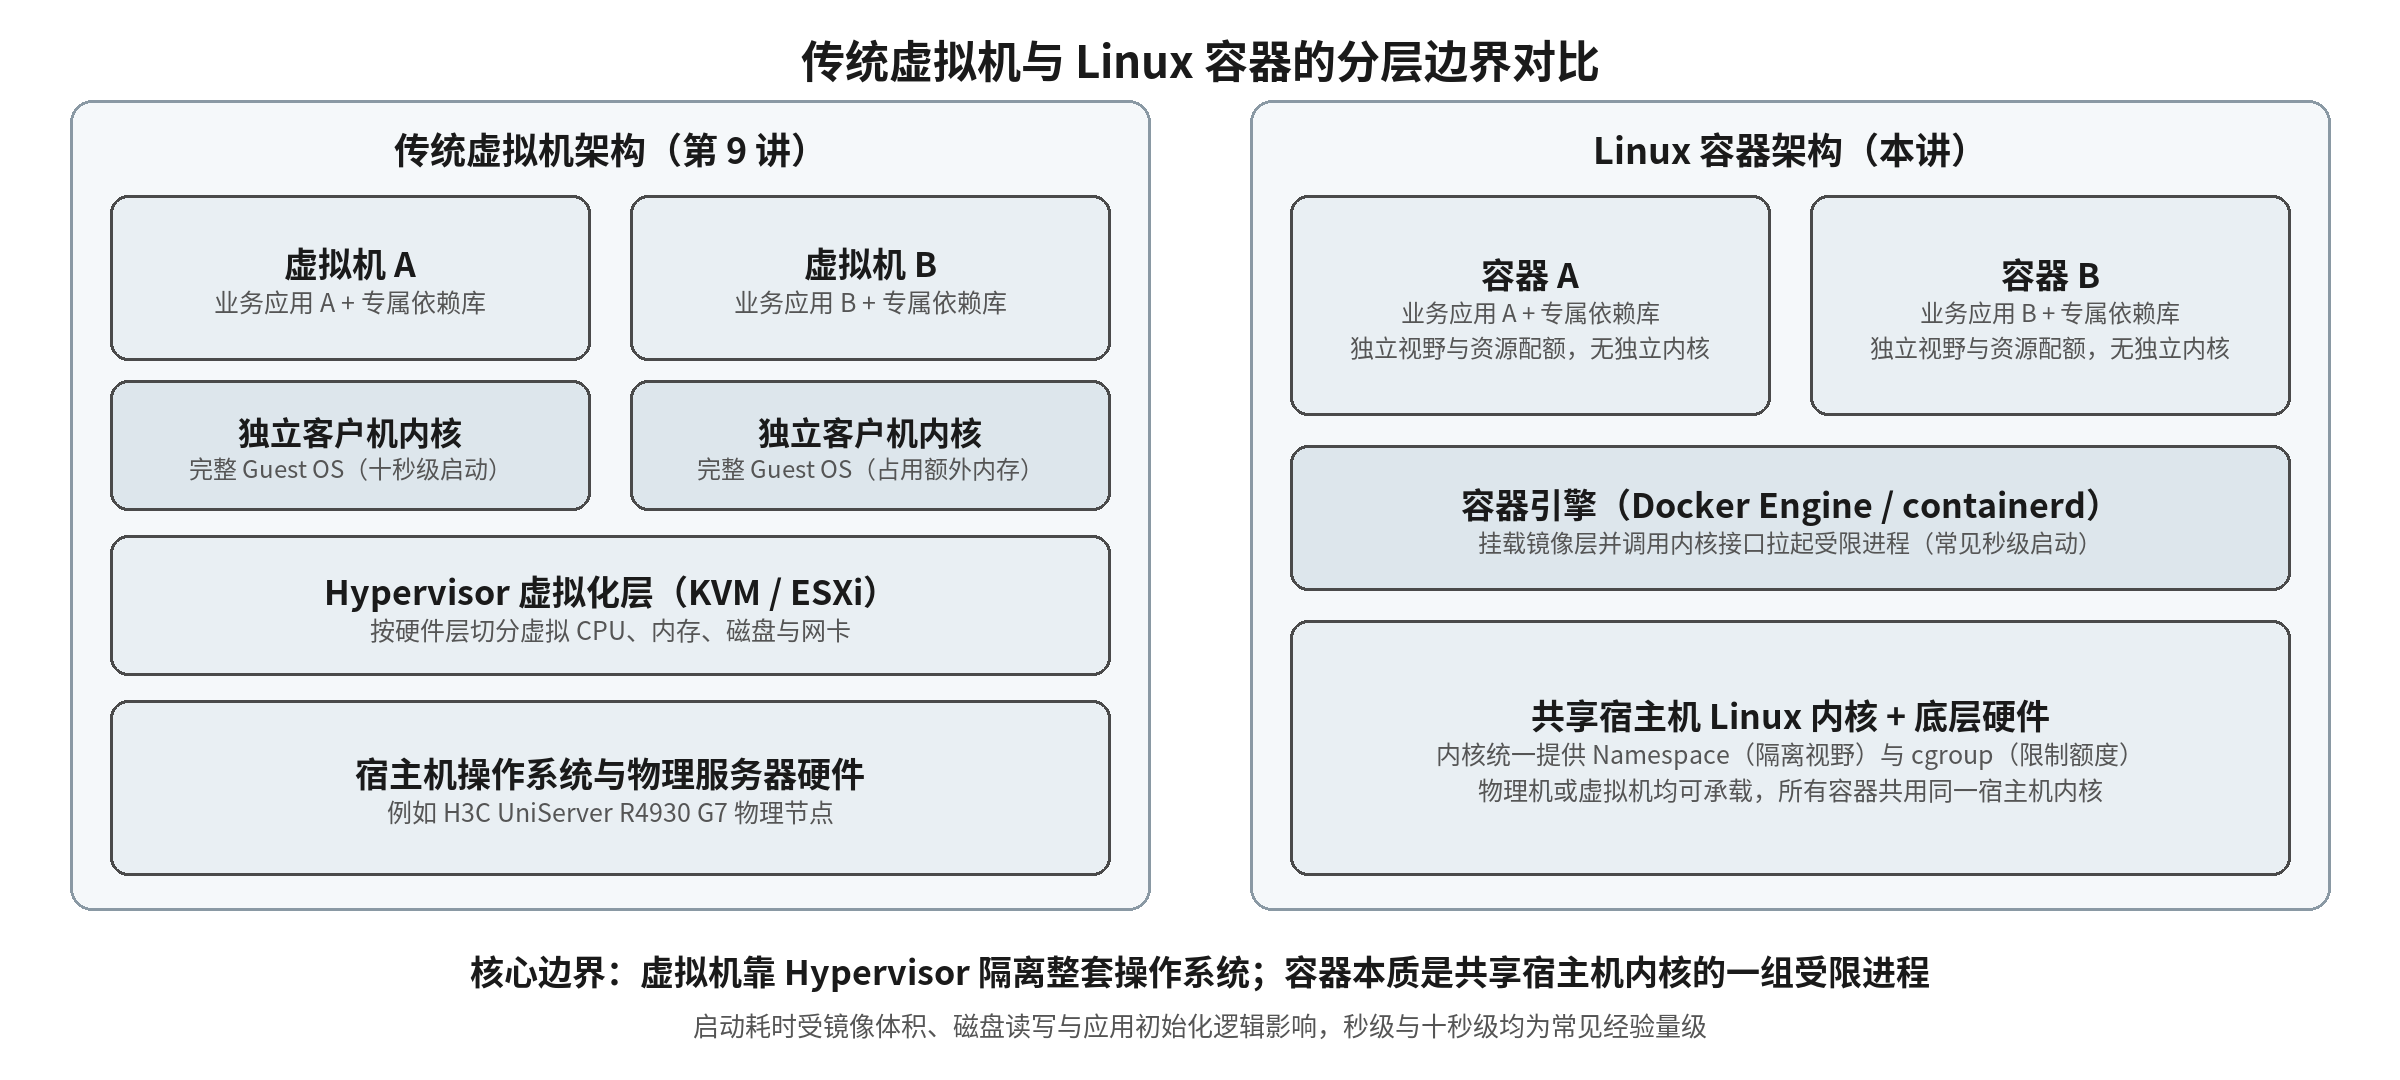 传统虚拟机与 Linux 容器的分层边界对比
传统虚拟机架构（第 9 讲）
虚拟机 A
业务应用 A + 专属依赖库
虚拟机 B
业务应用 B + 专属依赖库
独立客户机内核
完整 Guest OS（十秒级启动）
独立客户机内核
完整 Guest OS（占用额外内存）
Hypervisor 虚拟化层（KVM / ESXi）
按硬件层切分虚拟 CPU、内存、磁盘与网卡
宿主机操作系统与物理服务器硬件
例如 H3C UniServer R4930 G7 物理节点
Linux 容器架构（本讲）
容器 A
业务应用 A + 专属依赖库
独立视野与资源配额，无独立内核
容器 B
业务应用 B + 专属依赖库
独立视野与资源配额，无独立内核
容器引擎（Docker Engine / containerd）
挂载镜像层并调用内核接口拉起受限进程（常见秒级启动）
共享宿主机 Linux 内核 + 底层硬件
内核统一提供 Namespace（隔离视野）与 cgroup（限制额度）
物理机或虚拟机均可承载，所有容器共用同一宿主机内核
核心边界：虚拟机靠 Hypervisor 隔离整套操作系统；容器本质是共享宿主机内核的一组受限进程
启动耗时受镜像体积、磁盘读写与应用初始化逻辑影响，秒级与十秒级均为常见经验量级